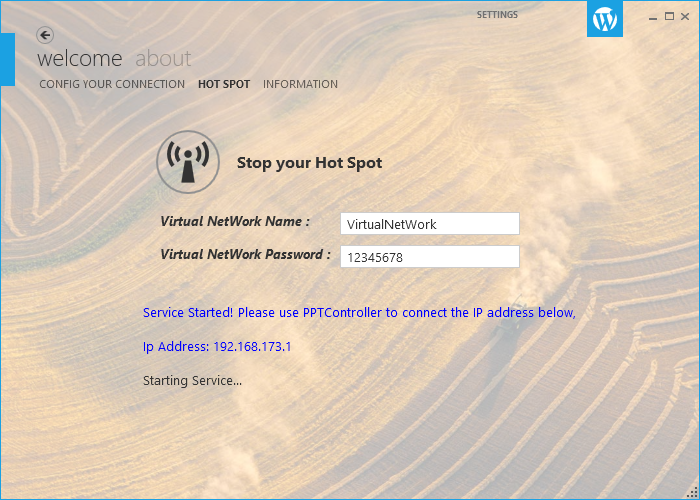 SETTINGS
welcome about
CONFIG YOUR CONNECTION HOT SPOT INFORMATION
Stop your Hot Spot
Virtual NetWork Name : VirtualNetWork
Virtual NetWork Password : 12345678
Service Started! Please use PPTController to connect the IP address below,
Ip Address: 192.168.173.1
Starting Service...